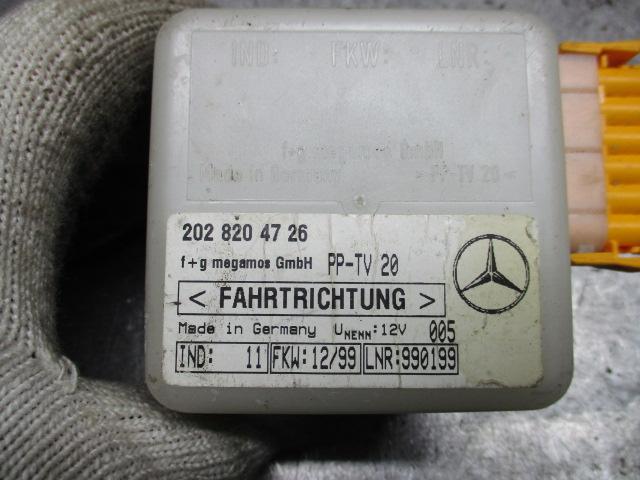 IND: FKW: LNR:
f+g megamos GmbH
Made in Germany > PP-TV 20 <
202 820 47 26
f+g megamos GmbH PP-TV 20
< FAHRTRICHTUNG >
Made in Germany UNENN:12V 005
IND: 11 FKW:12/99 LNR:990199